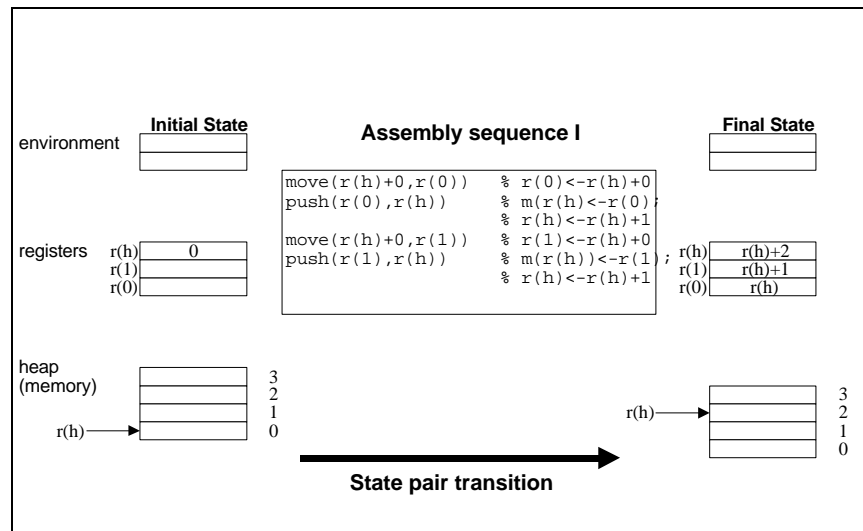 Initial State
Assembly sequence I
Final State
environment
move(r(h)+0,r(0)) % r(0)<-r(h)+0
push(r(0),r(h)) % m(r(h)<-r(0);
% r(h)<-r(h)+1
move(r(h)+0,r(1)) % r(1)<-r(h)+0
push(r(1),r(h)) % m(r(h))<-r(1);
% r(h)<-r(h)+1
registers
r(h) 0
r(1)
r(0)
r(h) r(h)+2
r(1) r(h)+1
r(0) r(h)
heap
(memory)
3
2
1
r(h) 0
3
r(h) 2
1
0
State pair transition